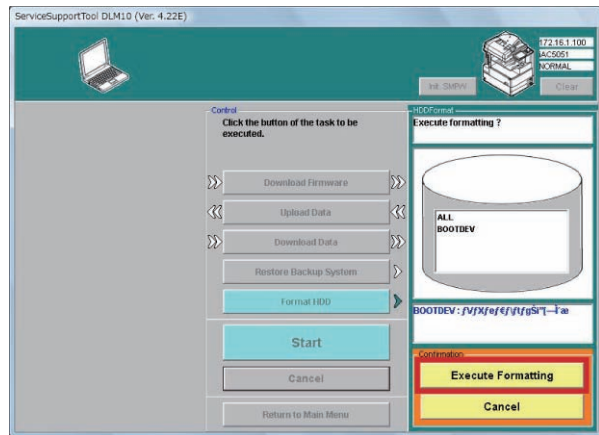 ServiceSupportTool DLM10 (Ver. 4.22E)
172.16.1.100
iAC5051
NORMAL
Init. SMPW
Clear
Control
Click the button of the task to be
executed.
HDDFormat
Execute formatting ?
Download Firmware
Upload Data
Download Data
Restore Backup System
Format HDD
ALL
BOOTDEV
Start
Cancel
Return to Main Menu
Confirmation
Execute Formatting
Cancel